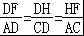 DF/AD = DH/CD = HF/AC